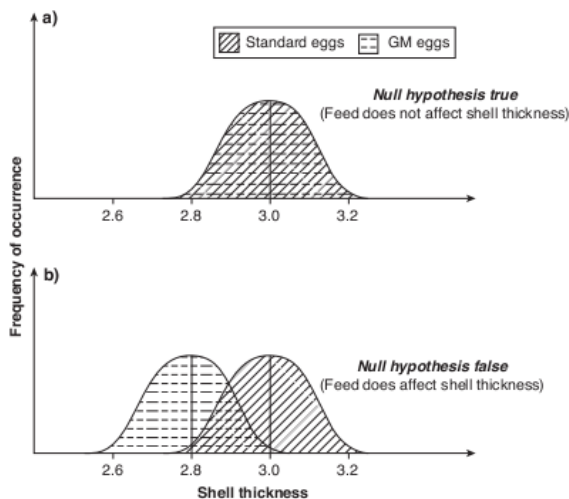 a)
Standard eggs
GM eggs
Null hypothesis true
(Feed does not affect shell thickness)
2.6
2.8
3.0
3.2
Frequency of occurrence
b)
Null hypothesis false
(Feed does affect shell thickness)
2.6
2.8
3.0
3.2
Shell thickness